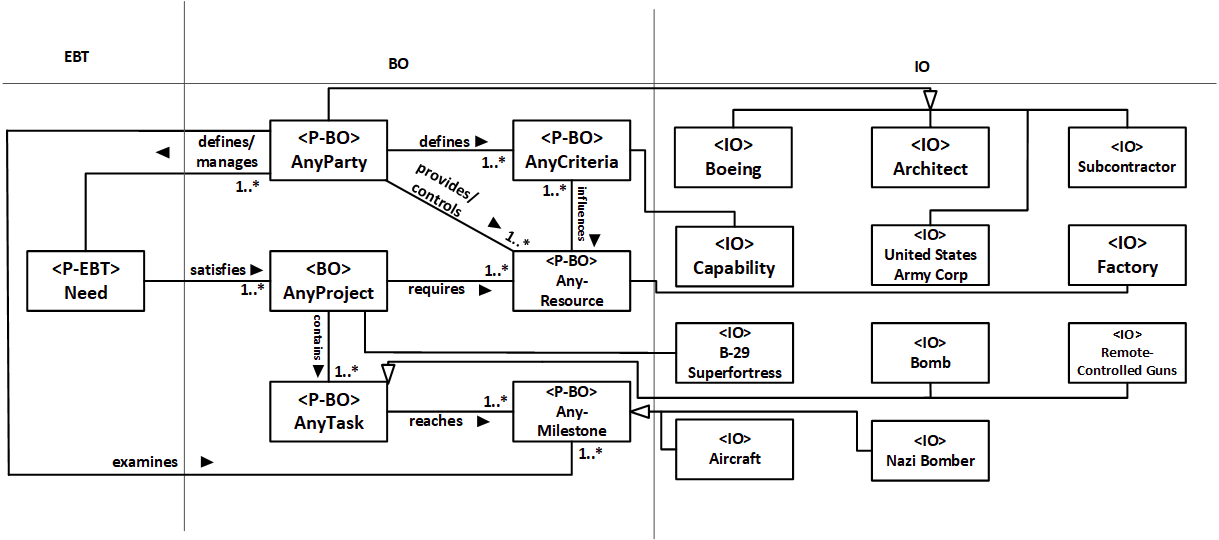 EBT
BO
IO
<P-BO>
AnyParty
defines/
manages
1..*
defines
1..*
<P-BO>
AnyCriteria
1..*
influences
provides/
controls
1..*
<IO>
Boeing
<IO>
Architect
<IO>
Subcontractor
<P-EBT>
Need
satisfies
1..*
<BO>
AnyProject
requires
1..*
<P-BO>
Any-
Resource
<IO>
Capability
<IO>
United States
Army Corp
<IO>
Factory
contains
1..*
<IO>
B-29
Superfortress
<IO>
Bomb
<IO>
Remote-
Controlled Guns
<P-BO>
AnyTask
reaches
1..*
<P-BO>
Any-
Milestone
1..*
examines
<IO>
Aircraft
<IO>
Nazi Bomber